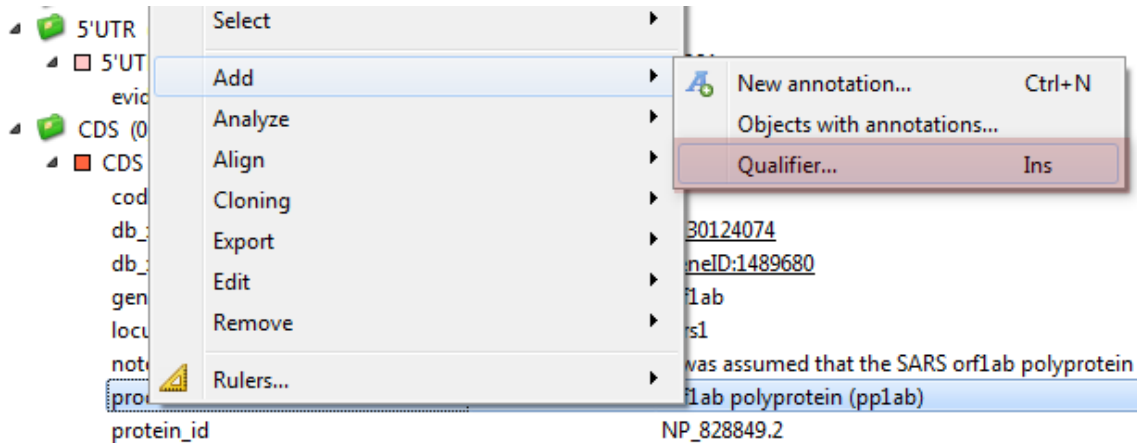 5'UTR
Select
5'UT
Add
New annotation... Ctrl+N
evid
CDS (0
Analyze
Objects with annotations...
CDS
Align
Qualifier... Ins
cod
Cloning
db_
Export
30124074
db_
neID:1489680
gen
Edit
f1ab
locu
Remove
rs1
note
was assumed that the SARS orf1ab polyprotein
Rulers...
pro
f1ab polyprotein (pp1ab)
protein_id NP_828849.2